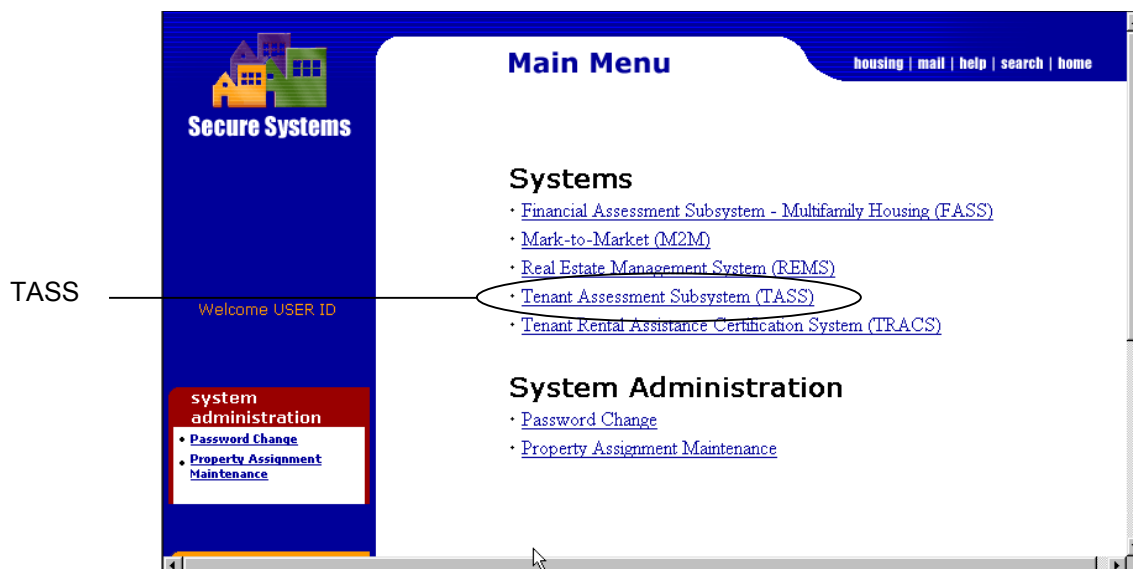 Main Menu
housing | mail | help | search | home
Secure Systems
Systems
· Financial Assessment Subsystem - Multifamily Housing (FASS)
· Mark-to-Market (M2M)
· Real Estate Management System (REMS)
TASS
· Tenant Assessment Subsystem (TASS)
Welcome USER ID
· Tenant Rental Assistance Certification System (TRACS)
System Administration
· Password Change
· Property Assignment Maintenance
system
administration
• Password Change
• Property Assignment
Maintenance